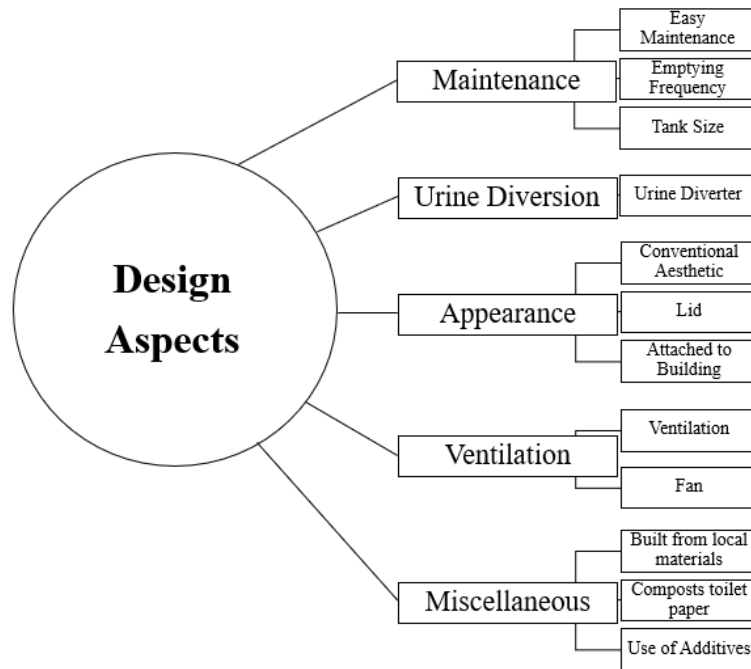 Design
Aspects
Maintenance
Easy
Maintenance
Emptying
Frequency
Tank Size
Urine Diversion
Urine Diverter
Appearance
Conventional
Aesthetic
Lid
Attached to
Building
Ventilation
Ventilation
Fan
Miscellaneous
Built from local
materials
Composts toilet
paper
Use of Additives